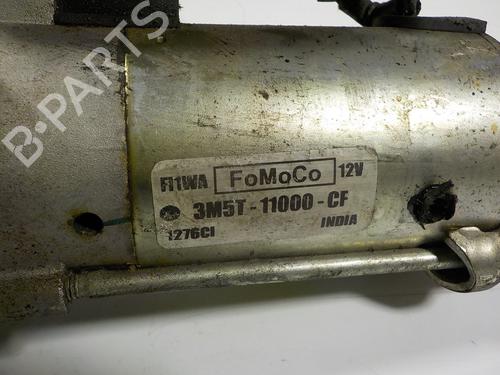 B-PARTS
FI1WA FoMoCo 12V
3M5T-11000-CF
1276CI INDIA